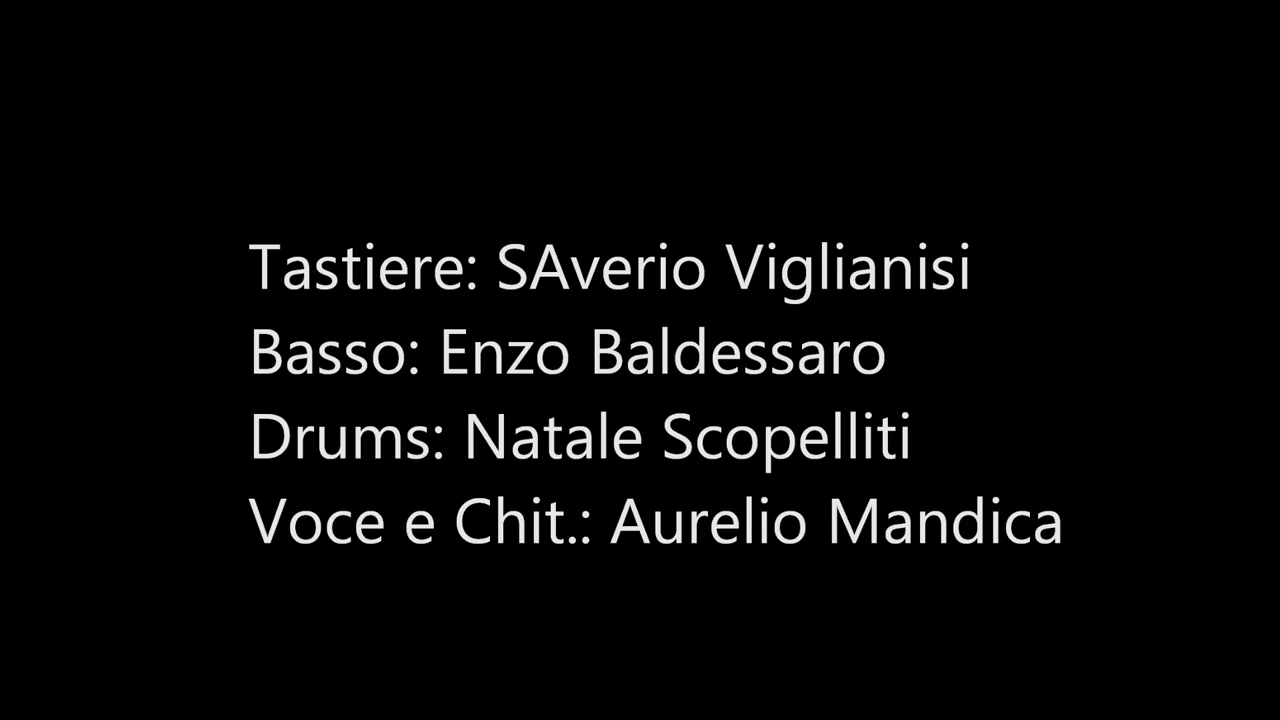 Tastiere: SAverio Viglianisi
Basso: Enzo Baldessaro
Drums: Natale Scopelliti
Voce e Chit.: Aurelio Mandica